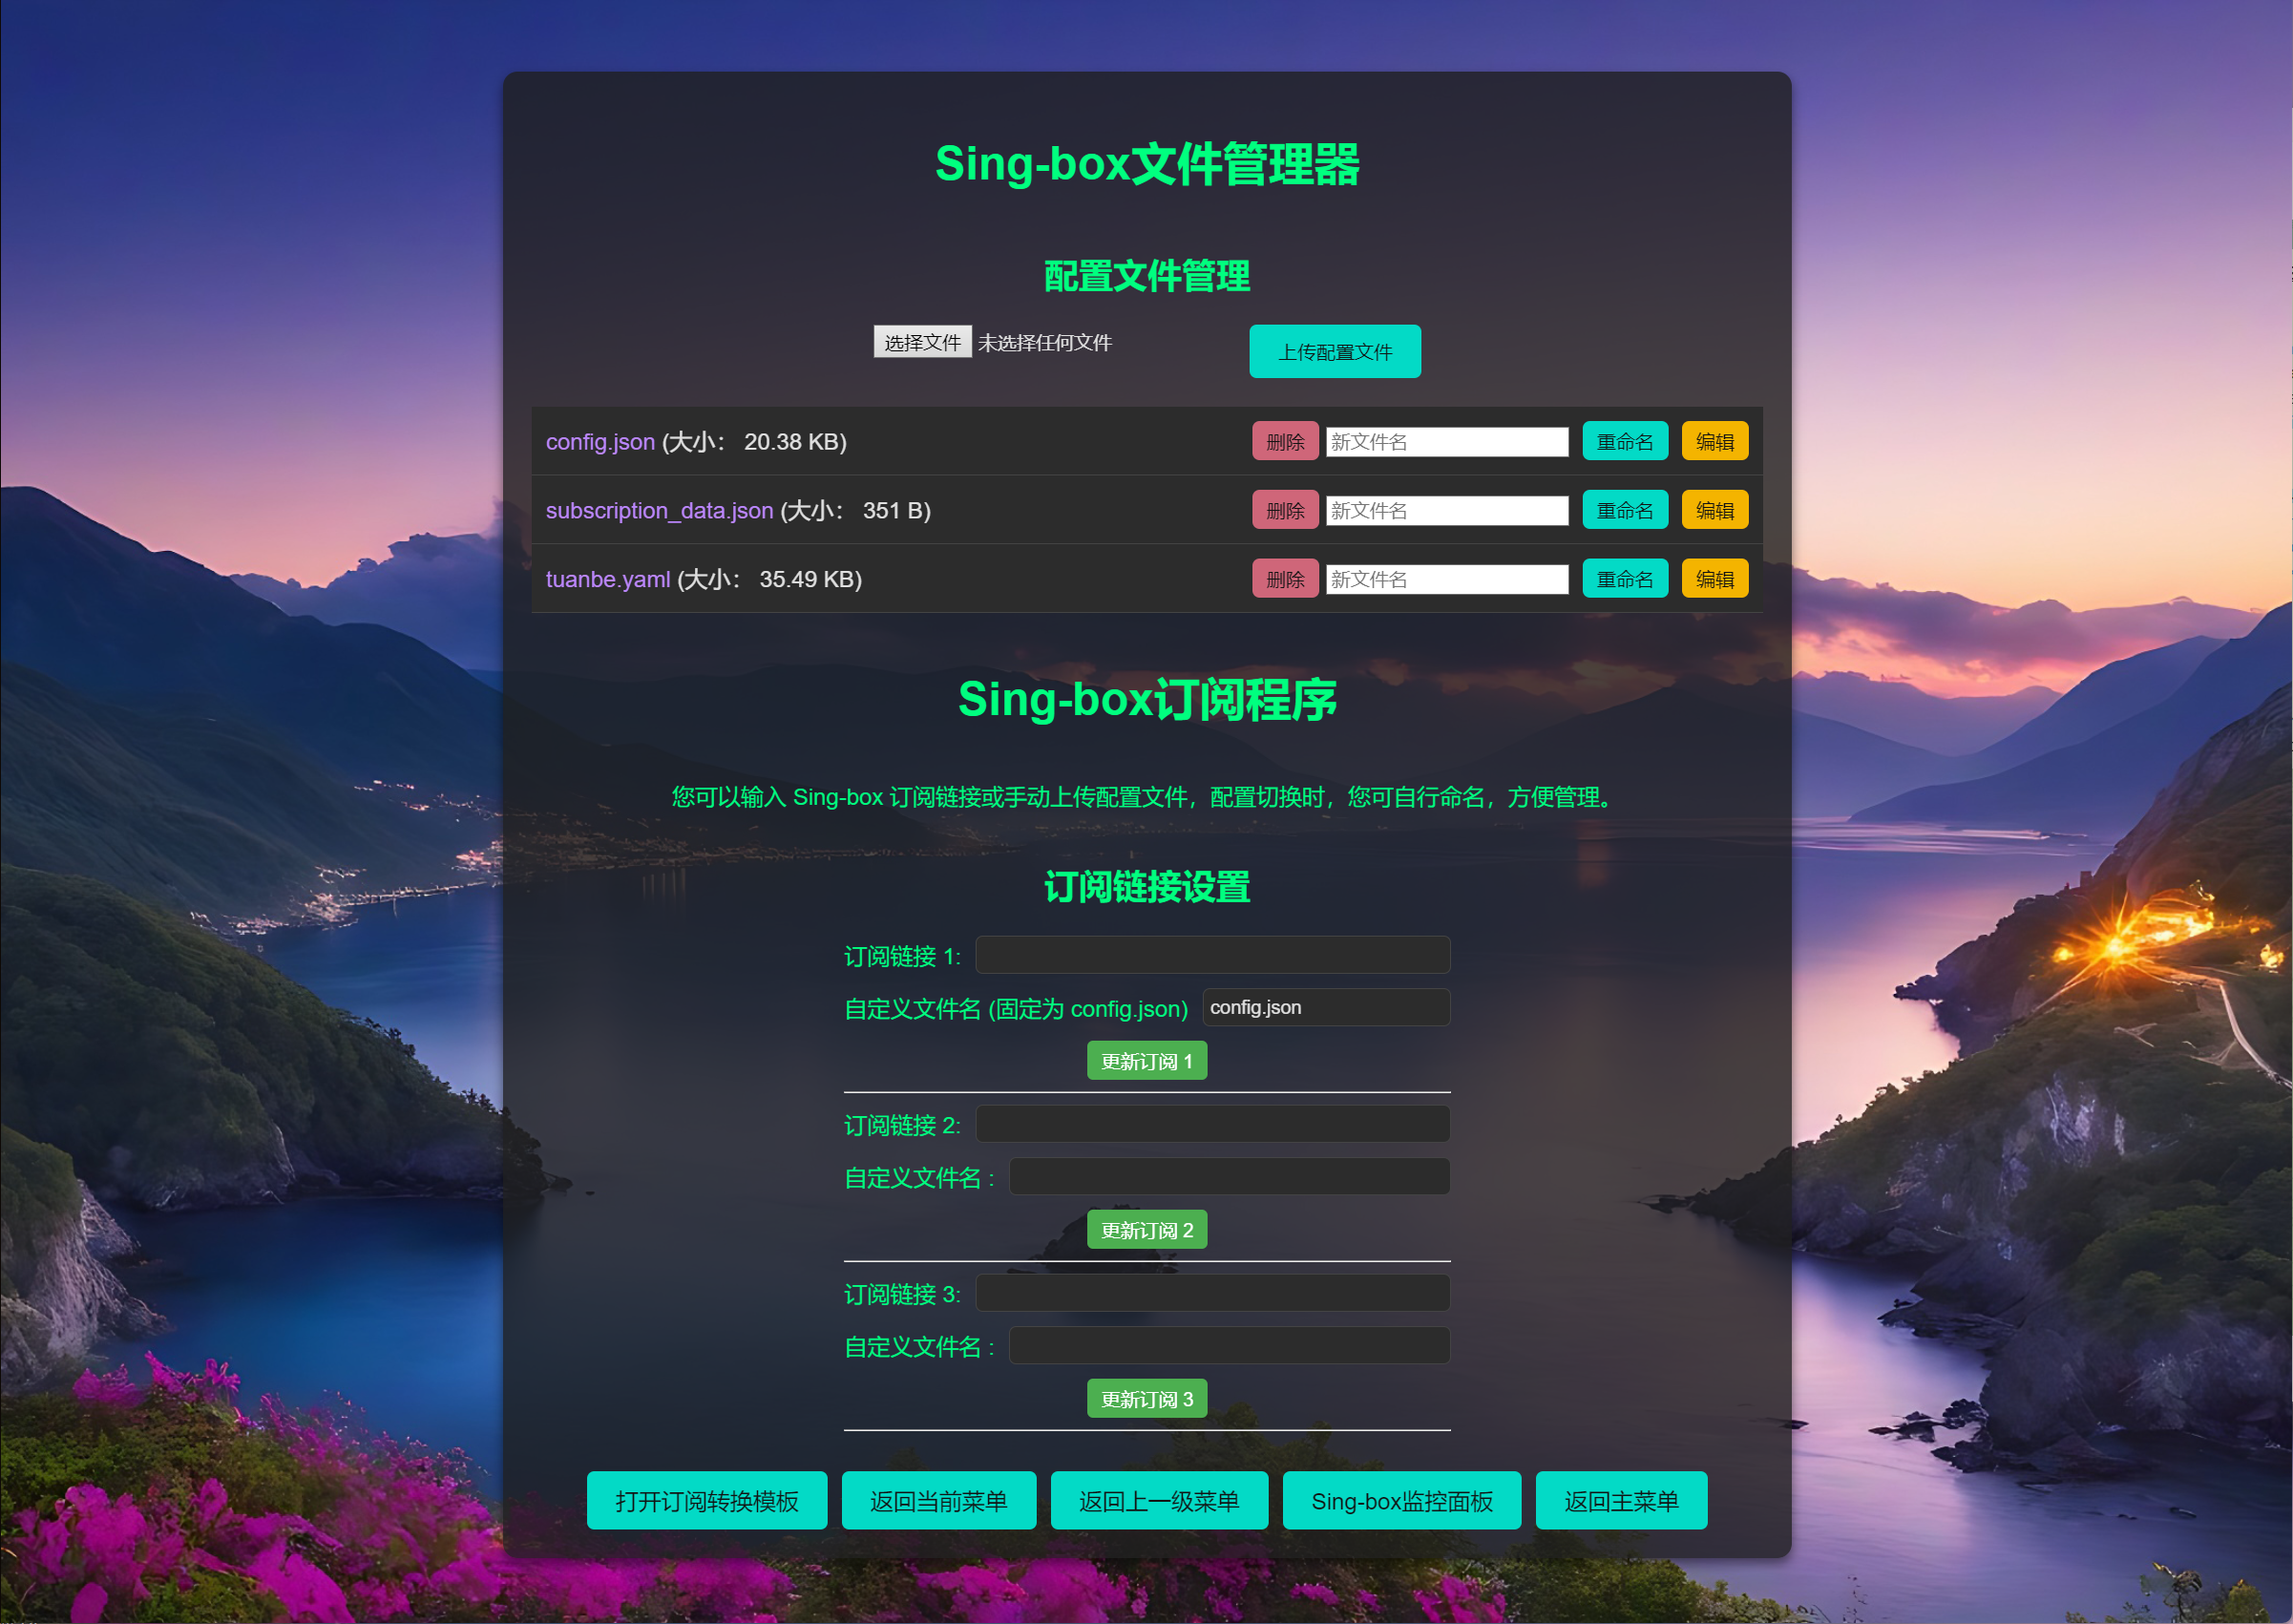 Sing-box文件管理器
配置文件管理
选择文件 未选择任何文件 上传配置文件
config.json (大小： 20.38 KB) 删除 新文件名 重命名 编辑
subscription_data.json (大小： 351 B) 删除 新文件名 重命名 编辑
tuanbe.yaml (大小： 35.49 KB) 删除 新文件名 重命名 编辑
Sing-box订阅程序
您可以输入 Sing-box 订阅链接或手动上传配置文件，配置切换时，您可自行命名，方便管理。
订阅链接设置
订阅链接 1:
自定义文件名 (固定为 config.json) config.json
更新订阅 1
订阅链接 2:
自定义文件名 :
更新订阅 2
订阅链接 3:
自定义文件名 :
更新订阅 3
打开订阅转换模板 返回当前菜单 返回上一级菜单 Sing-box监控面板 返回主菜单